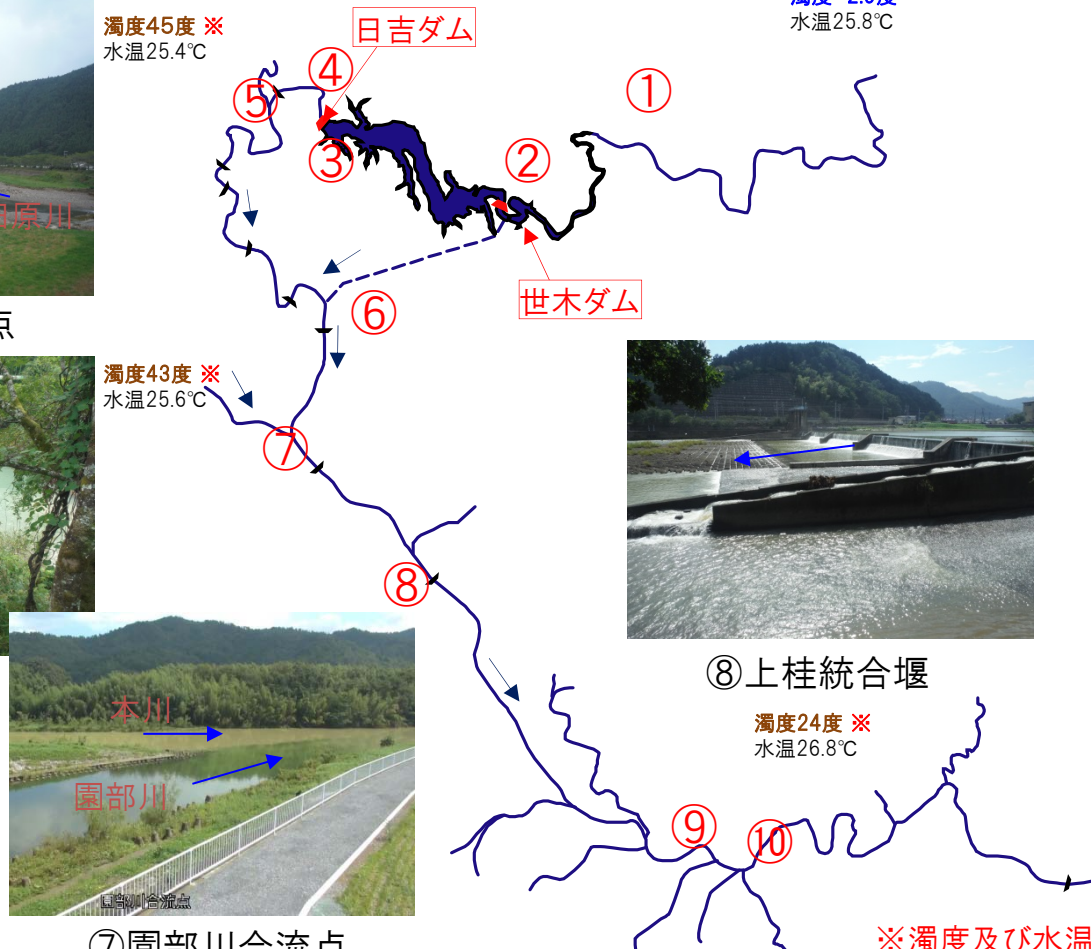 濁度45度 ※
水温25.4℃
水温25.8℃
日吉ダム
①
②
③
④
⑤
世木ダム
⑥
点
濁度43度 ※
水温25.6℃
⑦
⑧
⑧上桂統合堰
濁度24度 ※
水温26.8℃
本川
園部川
園部川合流点
⑦園部川合流点
⑨
⑩
※濁度及び水温